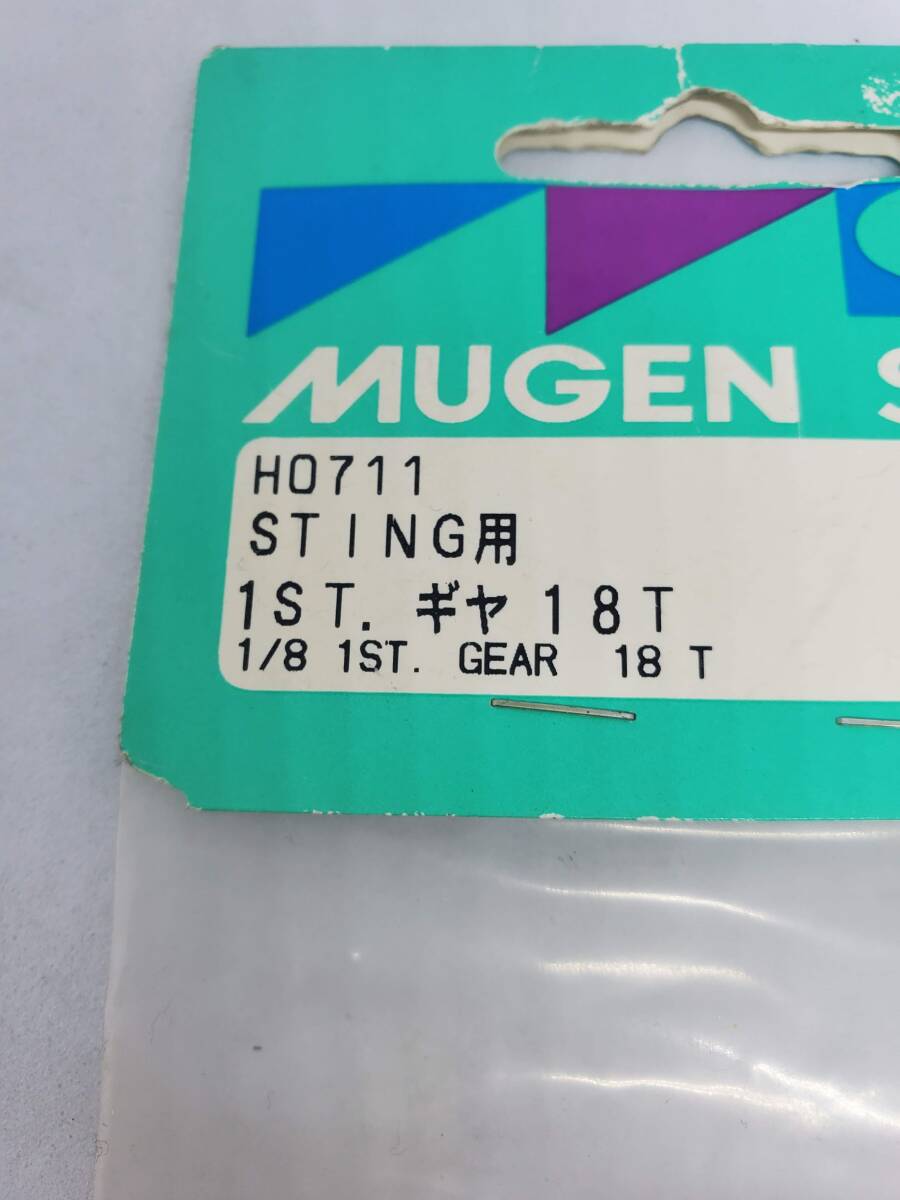 MUGEN S
H0711
STING用
1ST. ギヤ 18T
1/8 1ST. GEAR 18 T